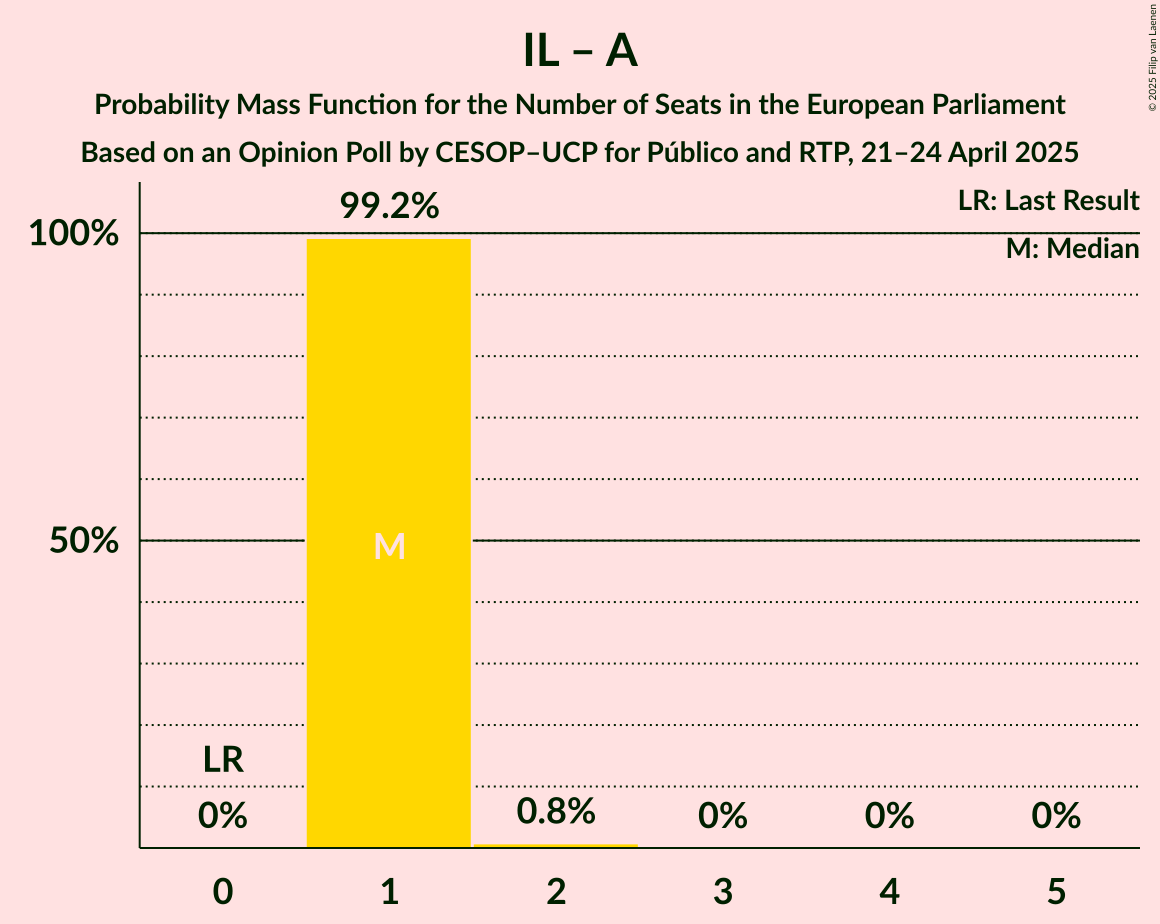 IL – A
Probability Mass Function for the Number of Seats in the European Parliament
Based on an Opinion Poll by CESOP–UCP for Público and RTP, 21–24 April 2025
© 2025 Filip van Laenen
LR: Last Result
M: Median
99.2%
100%
50%
M
LR
0%
0.8%
0%
0%
0%
0
1
2
3
4
5